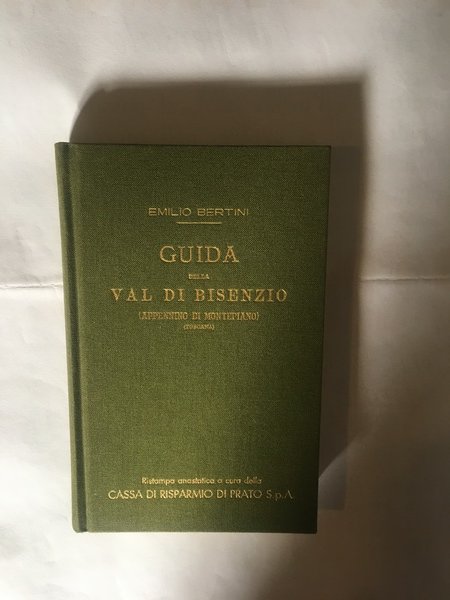 EMILIO BERTINI
GUIDA
DELLA
VAL DI BISENZIO
(APPENNINO DI MONTEPIANO)
(TOSCANA)
Ristampa anastatica a cura della
CASSA DI RISPARMIO DI PRATO S.p.A.